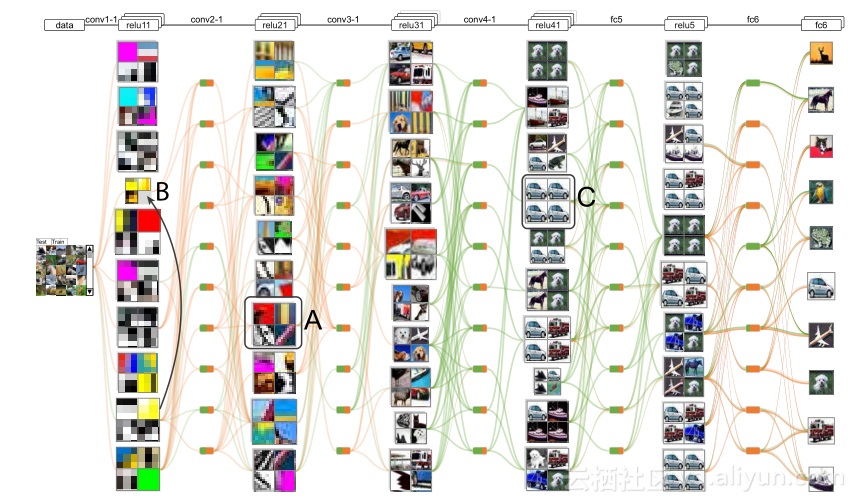 data conv1-1 relu11 conv2-1 relu21 conv3-1 relu31 conv4-1 relu41 fc5 relu5 fc6 fc6
B
C
Test Train
A
云栖社区 yq.aliyun.com